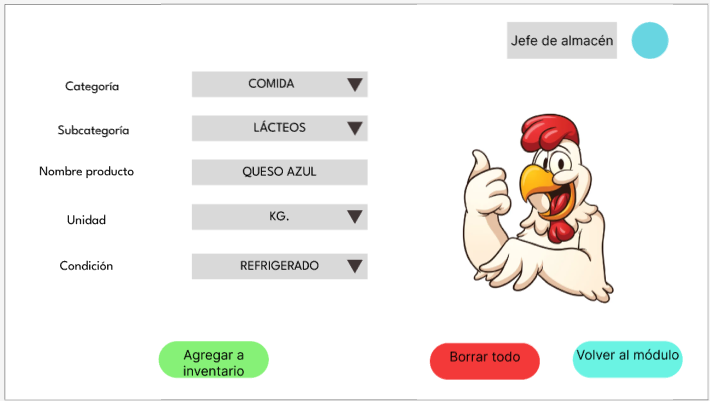 Jefe de almacén
Categoría
COMIDA
Subcategoría
LÁCTEOS
Nombre producto
QUESO AZUL
Unidad
KG.
Condición
REFRIGERADO
Agregar a
inventario
Borrar todo
Volver al módulo